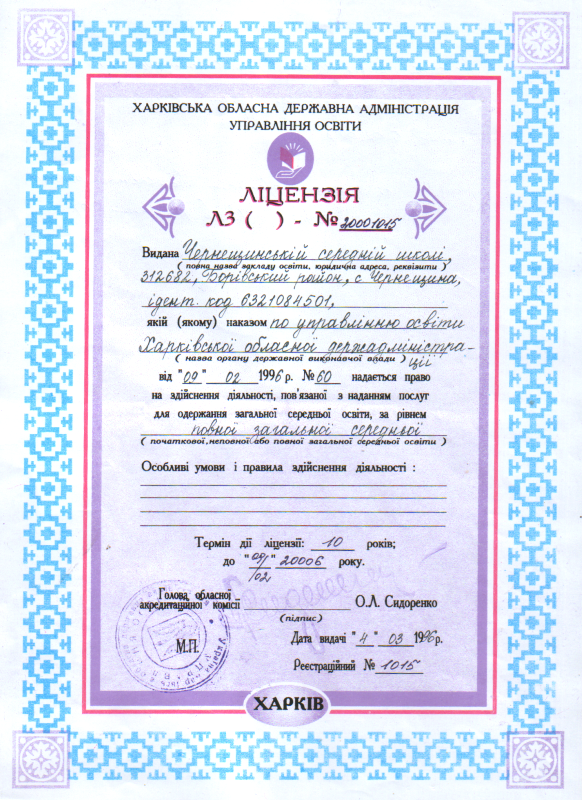 ХАРКІВСЬКА ОБЛАСНА ДЕРЖАВНА АДМІНІСТРАЦІЯ
УПРАВЛІННЯ ОСВІТИ
ЛІЦЕНЗІЯ
ЛЗ ( ) - № 20001015
Видана Чернещинській середній школі,
( повна назва закладу освіти, юридична адреса, реквізити )
312682, Борівський район, с Чернещина,
ідент. код 6321084501,
якій (якому) наказом по управлінню освіти
Харківської обласної держадміністра-
ції
( назва органу державної виконавчої влади )
від "09" 02 1996 р. № 60 надається право
на здійснення діяльності, пов'язаної з наданням послуг
для одержання загальної середньої освіти, за рівнем
повної загальної середньої
( початкової, неповної або повної загальної середньої освіти )
Особливі умови і правила здійснення діяльності :
Термін дії ліцензії: 10 років;
до "09/02" 20006 року.
Голова обласної
акредитаційної комісії
О.Л. Сидоренко
(підпис)
М.П.
Дата видачі "4" 03 1996р.
Реєстраційний № 1015
ХАРКІВ